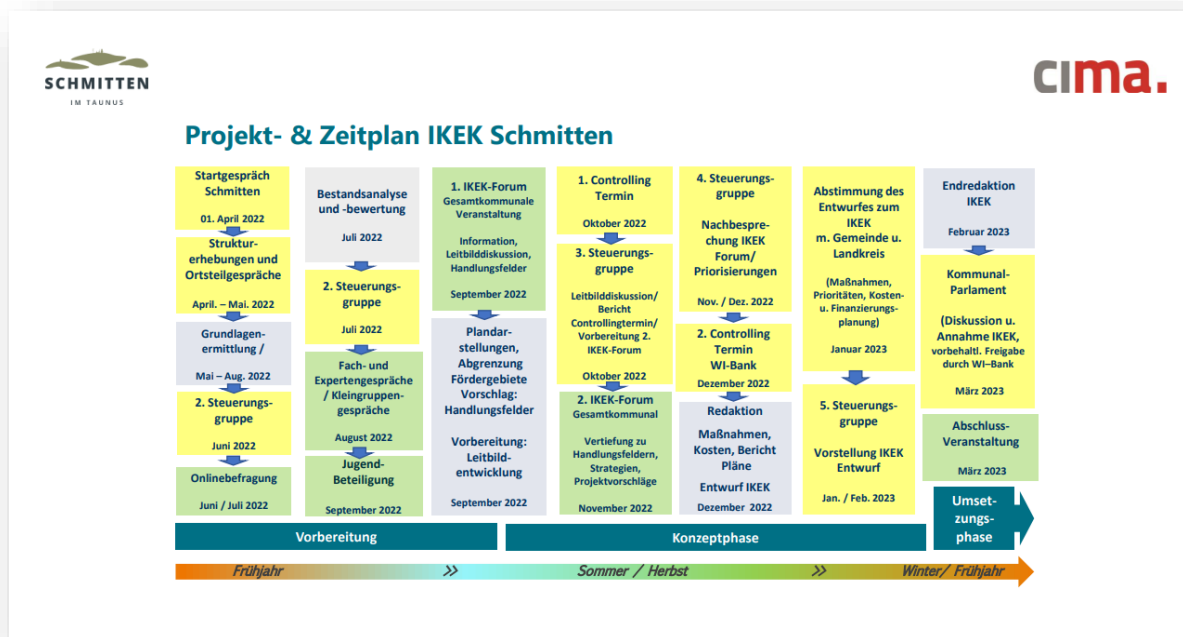 SCHMITTEN
IM TAUNUS
cima.
Projekt- & Zeitplan IKEK Schmitten
Startgespräch
Schmitten
01. April 2022
Struktur-
erhebungen und
Ortsteilgespräche
April. – Mai. 2022
Grundlagen-
ermittlung /
Mai – Aug. 2022
2. Steuerungs-
gruppe
Juni 2022
Onlinebefragung
Juni / Juli 2022
Bestandsanalyse
und -bewertung
Juli 2022
2. Steuerungs-
gruppe
Juli 2022
Fach- und
Expertengespräche
/ Kleingruppen-
gespräche
August 2022
Jugend-
Beteiligung
September 2022
1. IKEK-Forum
Gesamtkommunale
Veranstaltung
Information,
Leitbilddiskussion,
Handlungsfelder
September 2022
Plandar-
stellungen,
Abgrenzung
Fördergebiete
Vorschlag:
Handlungsfelder
Vorbereitung:
Leitbild-
entwicklung
September 2022
1. Controlling
Termin
Oktober 2022
3. Steuerungs-
gruppe
Leitbilddiskussion/
Bericht
Controllingtermin/
Vorbereitung 2.
IKEK-Forum
Oktober 2022
2. IKEK-Forum
Gesamtkommunal
Vertiefung zu
Handlungsfeldern,
Strategien,
Projektvorschläge
November 2022
4. Steuerungs-
gruppe
Nachbespre-
chung IKEK
Forum/
Priorisierungen
Nov. / Dez. 2022
2. Controlling
Termin
WI-Bank
Dezember 2022
Redaktion
Maßnahmen,
Kosten, Bericht
Pläne
Entwurf IKEK
Dezember 2022
Abstimmung des
Entwurfes zum
IKEK
m. Gemeinde u.
Landkreis
(Maßnahmen,
Prioritäten, Kosten-
u. Finanzierungs-
planung)
Januar 2023
5. Steuerungs-
gruppe
Vorstellung IKEK
Entwurf
Jan. / Feb. 2023
Endredaktion
IKEK
Februar 2023
Kommunal-
Parlament
(Diskussion u.
Annahme IKEK,
vorbehaltl. Freigabe
durch WI–Bank
März 2023
Abschluss-
Veranstaltung
März 2023
Umset-
zungs-
phase
Vorbereitung
Konzeptphase
Frühjahr >> Sommer / Herbst >> Winter/ Frühjahr